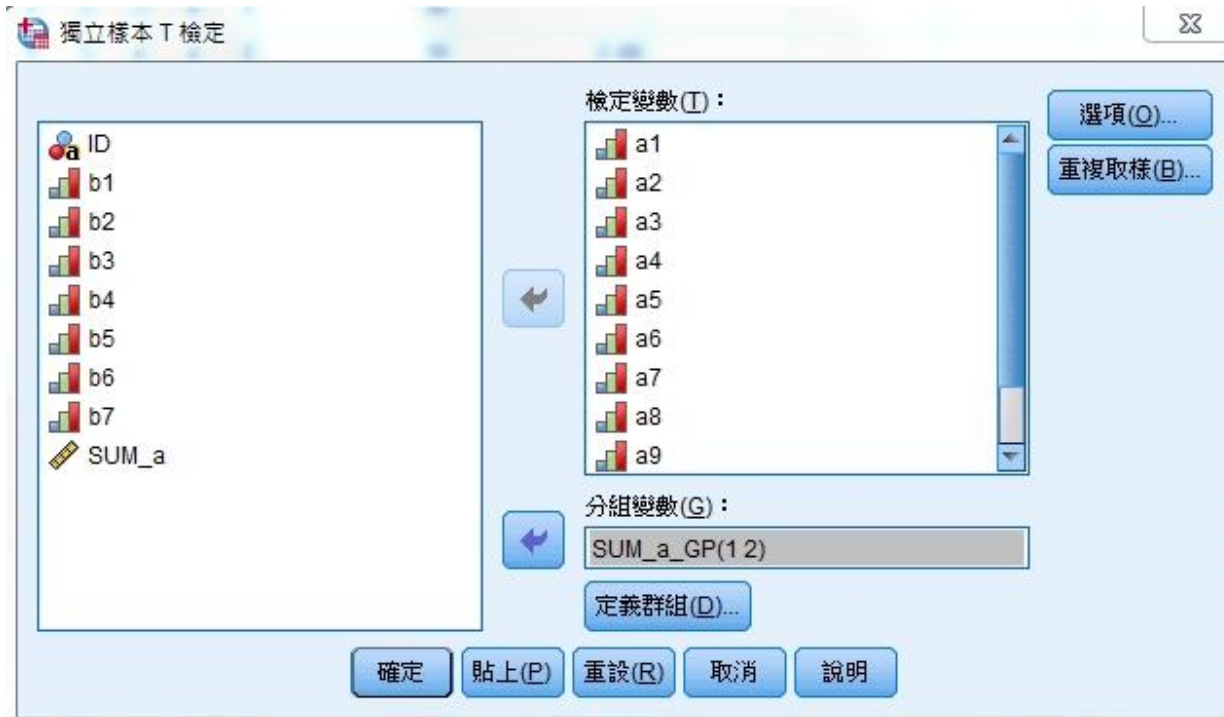 獨立樣本 T 檢定
ID
b1
b2
b3
b4
b5
b6
b7
SUM_a
檢定變數(T)：
a1
a2
a3
a4
a5
a6
a7
a8
a9
分組變數(G)：
SUM_a_GP(1 2)
定義群組(D)...
選項(O)...
重複取樣(B)...
確定
貼上(P)
重設(R)
取消
說明